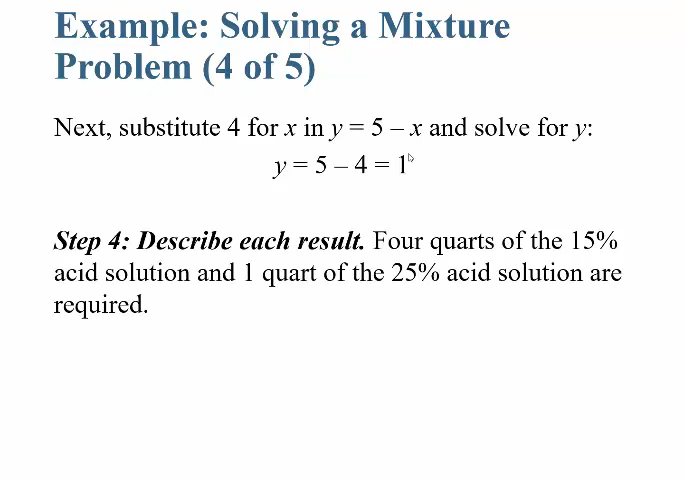 Example: Solving a Mixture
Problem (4 of 5)
Next, substitute 4 for x in y = 5 – x and solve for y:
y = 5 – 4 = 1
Step 4: Describe each result. Four quarts of the 15%
acid solution and 1 quart of the 25% acid solution are
required.